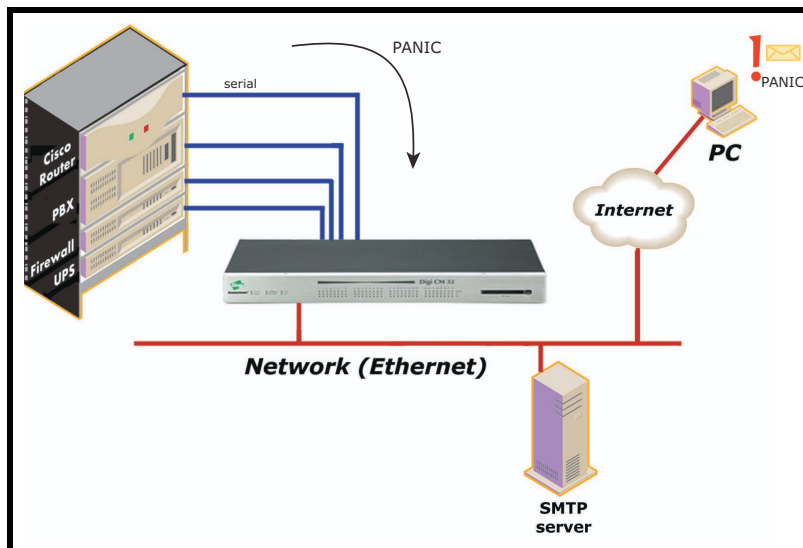 PANIC
serial
Cisco
Router
PBX
Firewall
UPS
PANIC
PC
Internet
Digi CM 32
Network (Ethernet)
SMTP
server